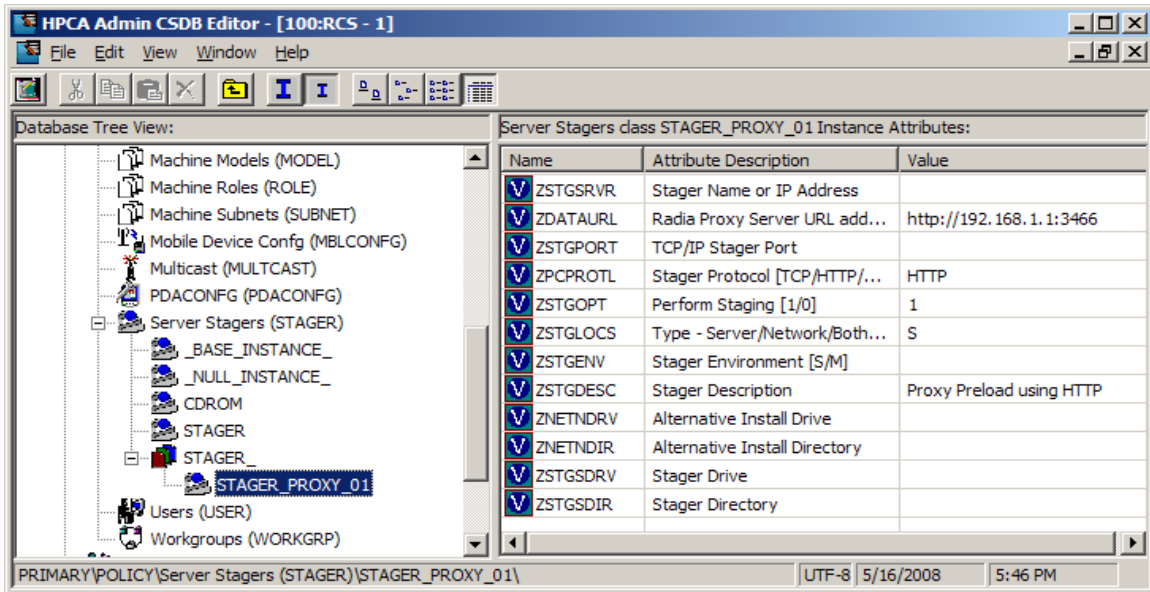 HPCA Admin CSDB Editor - [100:RCS - 1]
File Edit View Window Help
Database Tree View:
Machine Models (MODEL)
Machine Roles (ROLE)
Machine Subnets (SUBNET)
Mobile Device Confg (MBLCONFG)
Multicast (MULTCAST)
PDACONFG (PDACONFG)
Server Stagers (STAGER)
_BASE_INSTANCE_
_NULL_INSTANCE_
CDROM
STAGER
STAGER_
STAGER_PROXY_01
Users (USER)
Workgroups (WORKGRP)
Server Stagers class STAGER_PROXY_01 Instance Attributes:
Name Attribute Description Value
ZSTGSRVR Stager Name or IP Address
ZDATAURL Radia Proxy Server URL add... http://192.168.1.1:3466
ZSTGPORT TCP/IP Stager Port
ZPCPROTL Stager Protocol [TCP/HTTP/... HTTP
ZSTGOPT Perform Staging [1/0] 1
ZSTGLOCS Type - Server/Network/Both... S
ZSTGENV Stager Environment [S/M]
ZSTGDESC Stager Description Proxy Preload using HTTP
ZNETNDRV Alternative Install Drive
ZNETNDIR Alternative Install Directory
ZSTGSDRV Stager Drive
ZSTGSDIR Stager Directory
PRIMARY\POLICY\Server Stagers (STAGER)\STAGER_PROXY_01\ UTF-8 5/16/2008 5:46 PM